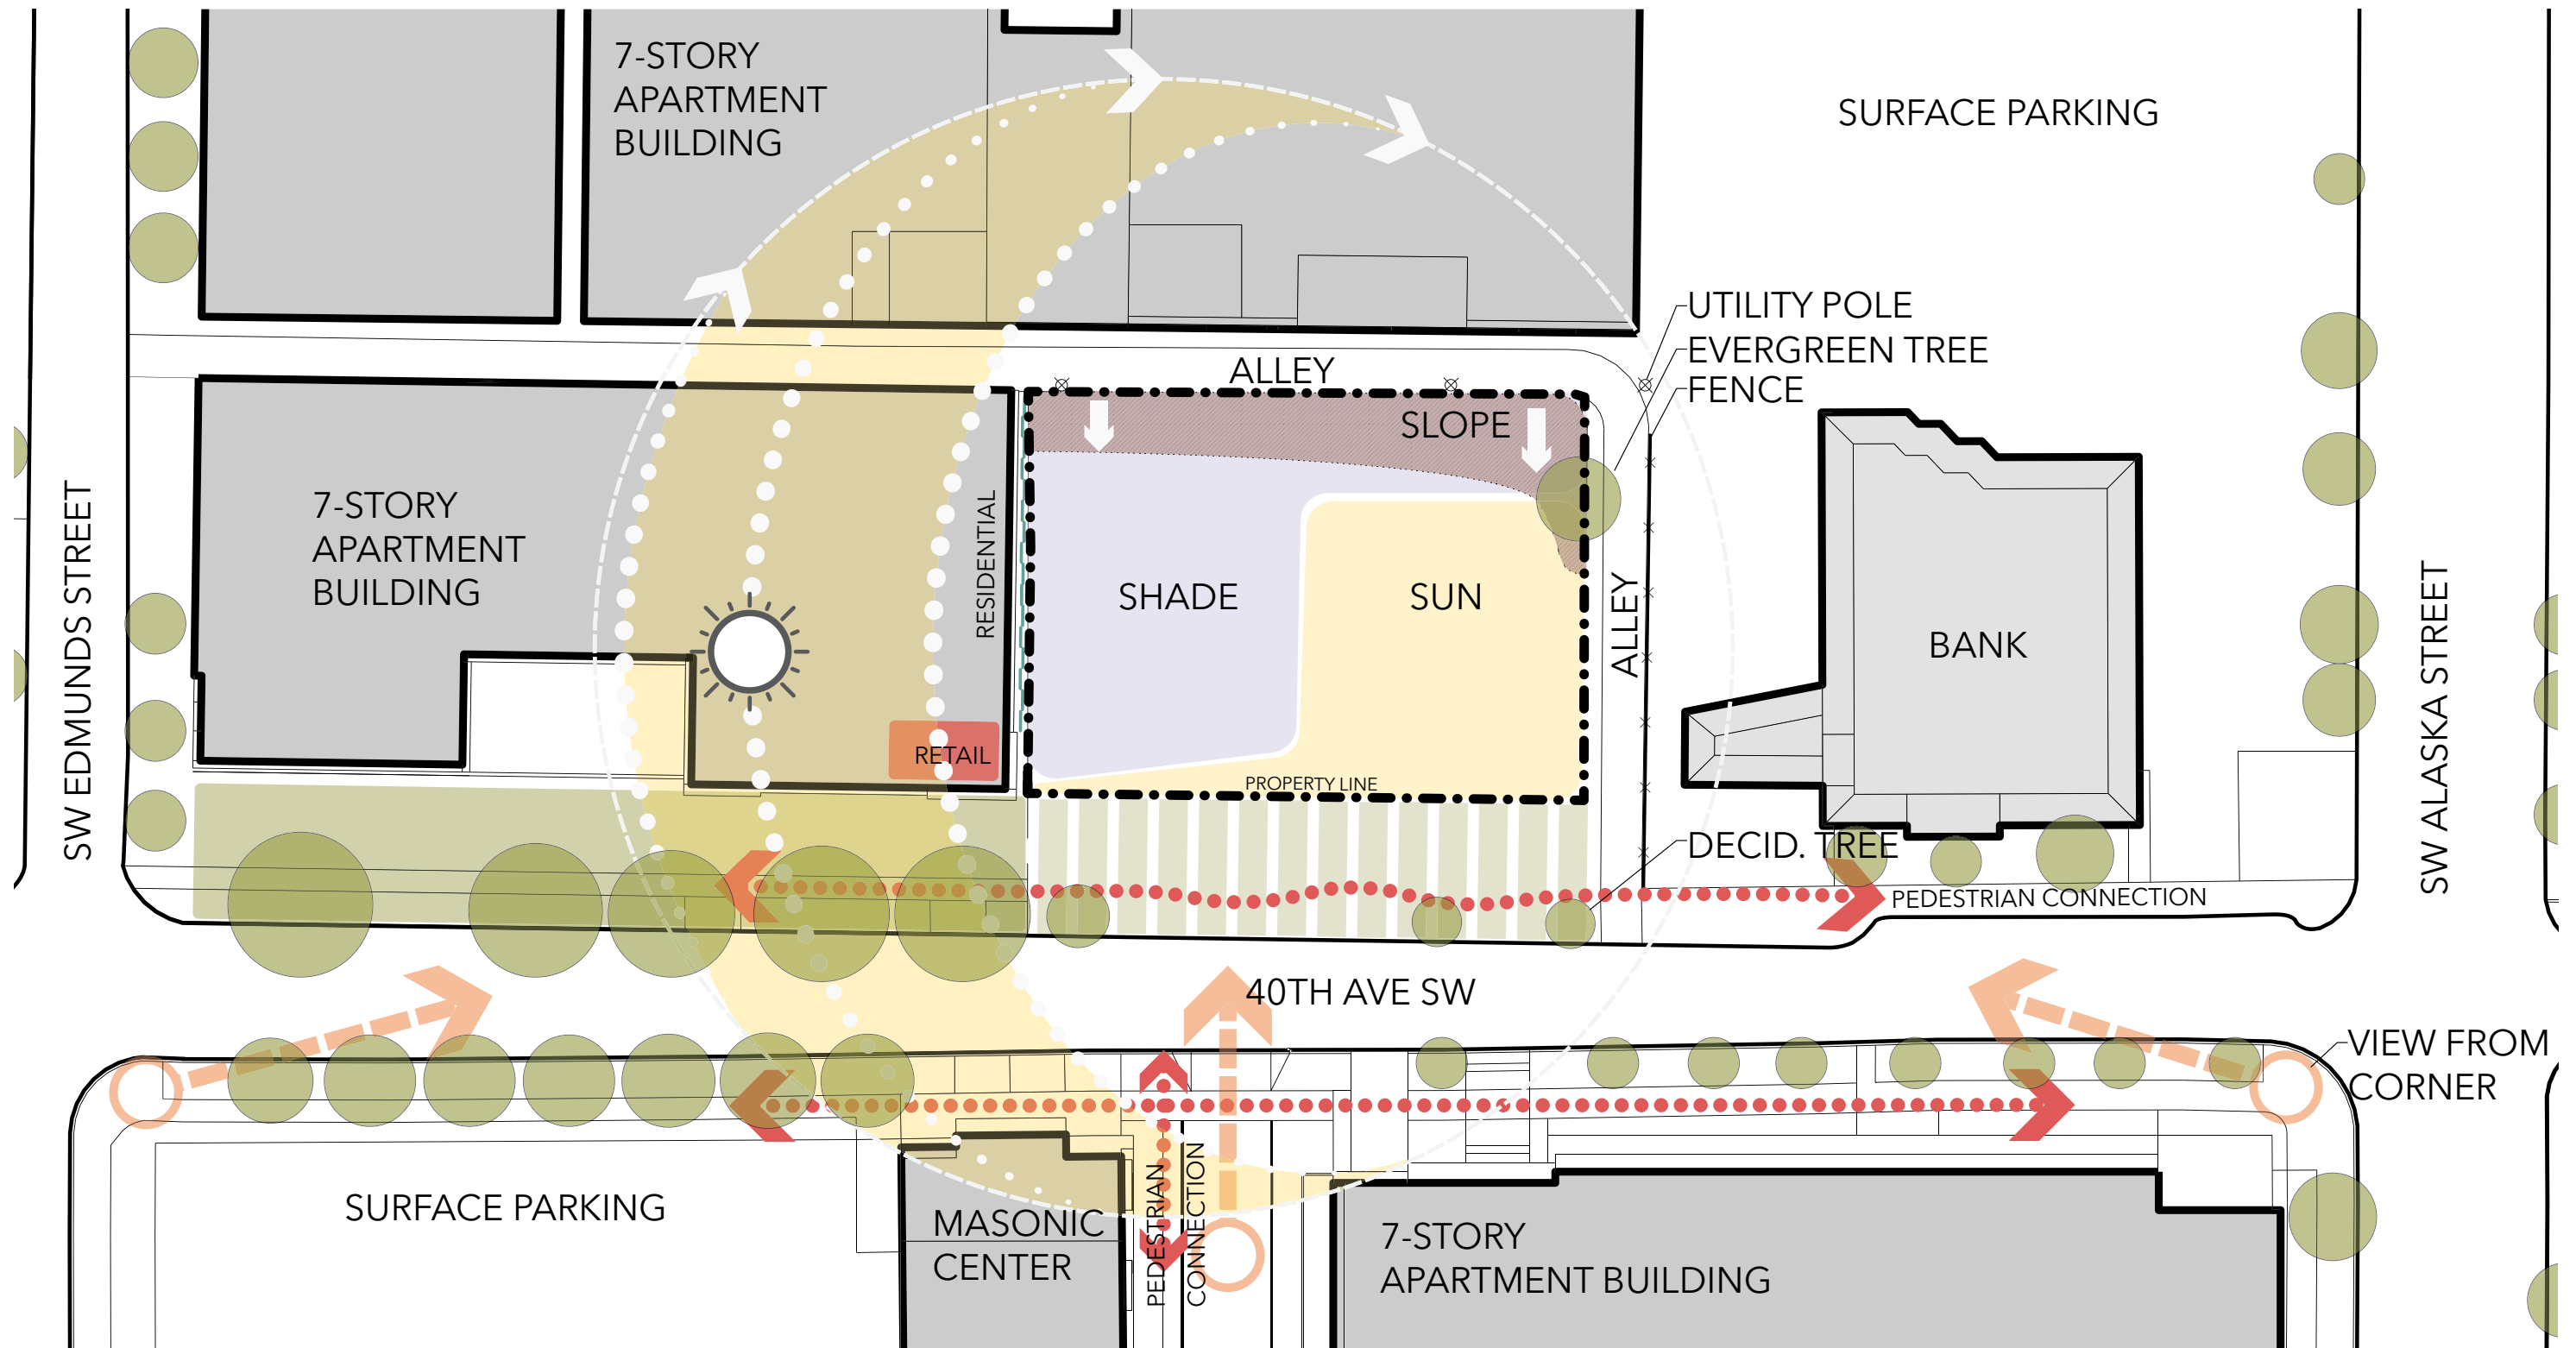 7-STORY
APARTMENT
BUILDING
SURFACE PARKING
UTILITY POLE
EVERGREEN TREE
FENCE
ALLEY
SLOPE
7-STORY
APARTMENT
BUILDING
RESIDENTIAL
SHADE
SUN
ALLEY
BANK
SW EDMUNDS STREET
SW ALASKA STREET
RETAIL
PROPERTY LINE
DECID. TREE
PEDESTRIAN CONNECTION
40TH AVE SW
VIEW FROM
CORNER
SURFACE PARKING
MASONIC
CENTER
PEDESTRIAN
CONNECTION
7-STORY
APARTMENT BUILDING